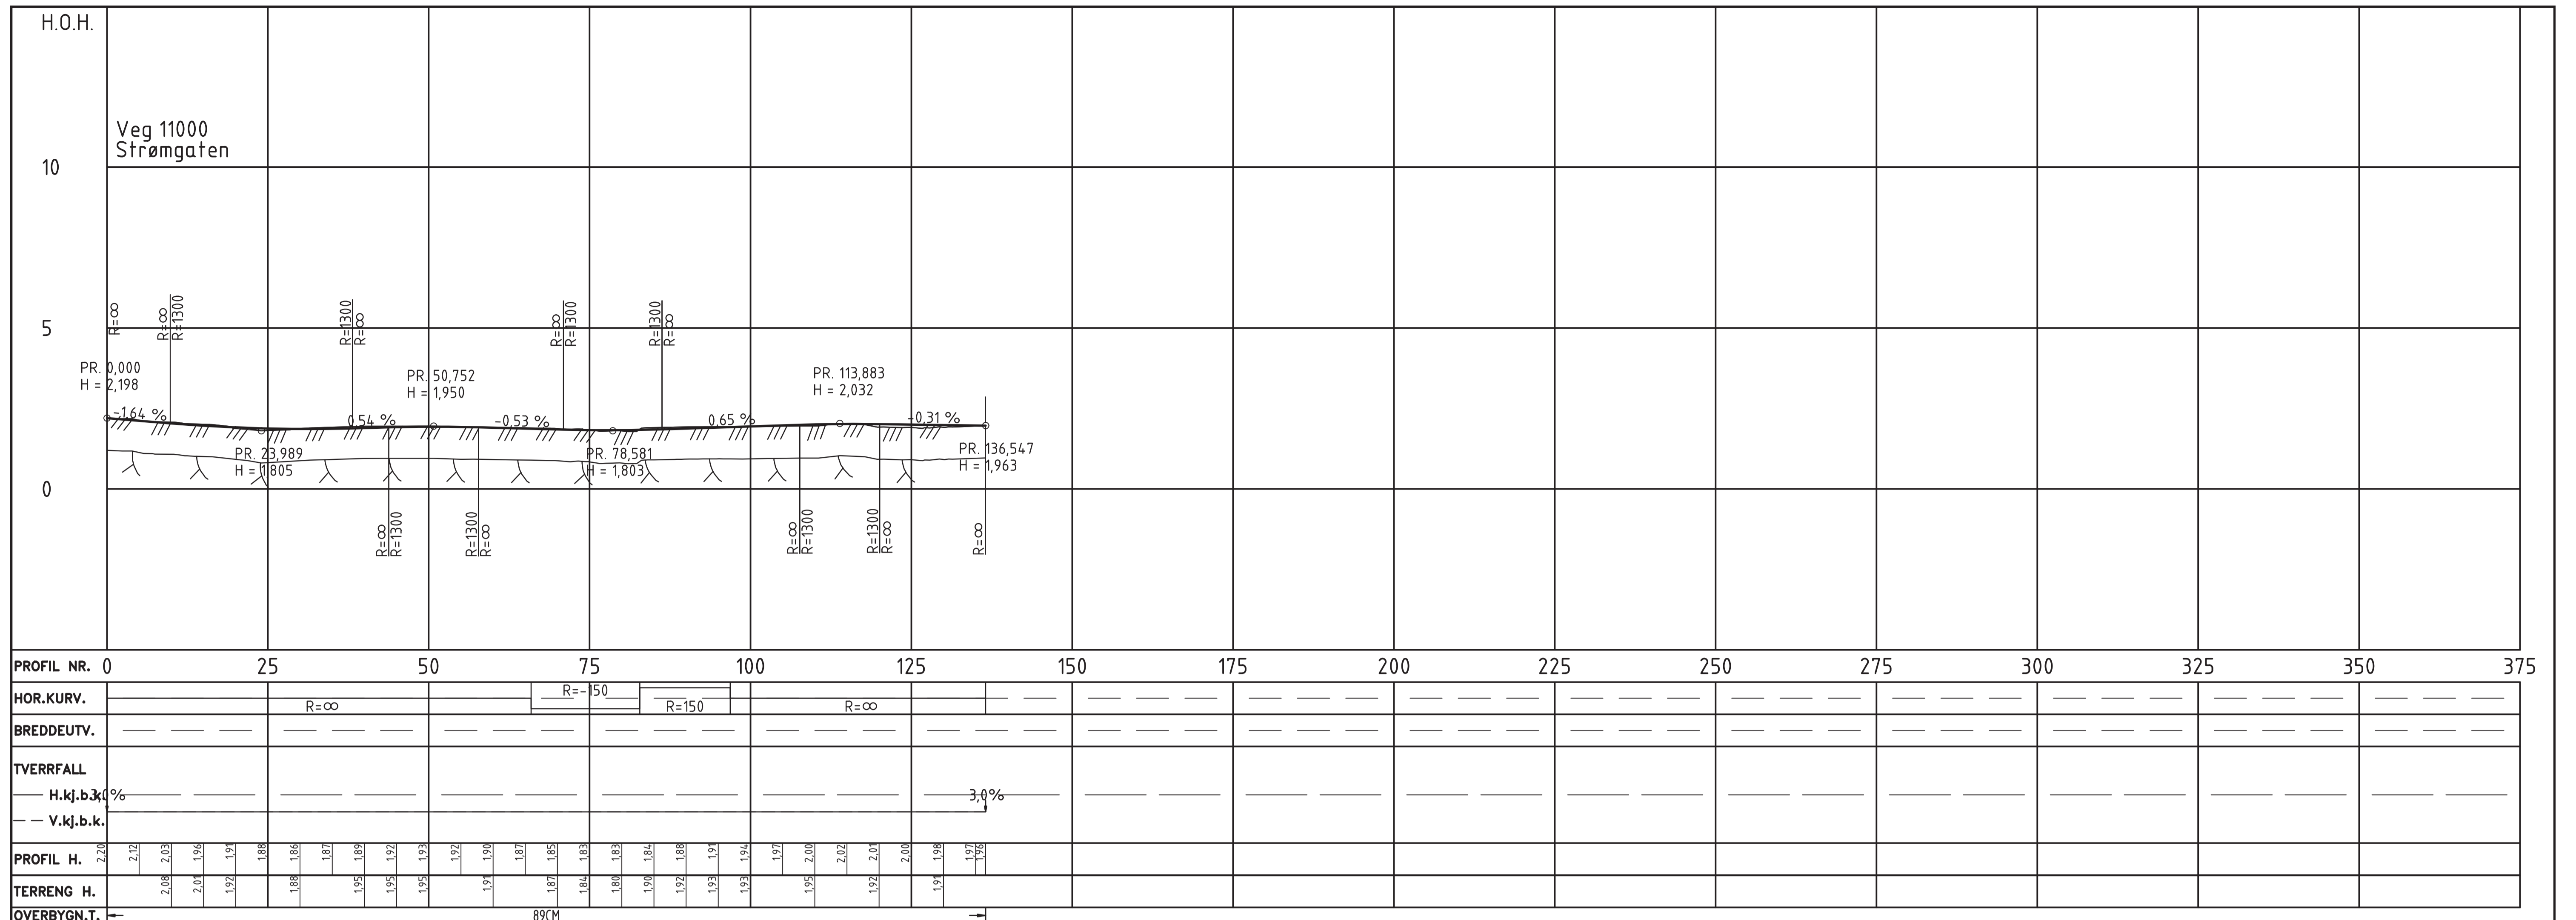 H.O.H.
Veg 11000
Strømgaten
10
R=∞
R=∞
R=1300
R=1300
R=∞
R=∞
R=1300
R=1300
R=∞
5
PR. 0,000
H = 2,198
PR. 50,752
H = 1,950
PR. 113,883
H = 2,032
-1,64 %
0,54 %
-0,53 %
0,65 %
-0,31 %
PR. 23,989
H = 1,805
PR. 78,581
H = 1,803
PR. 136,547
H = 1,963
0
R=∞
R=1300
R=1300
R=∞
R=∞
R=1300
R=1300
R=∞
R=∞
PROFIL NR. 0 25 50 75 100 125 150 175 200 225 250 275 300 325 350 375
HOR.KURV. R=∞ R=-150 R=150 R=∞
BREDDEUTV.
TVERRFALL
H.kj.b.k. 3,0% 3,0%
V.kj.b.k.
PROFIL H. 2,20 2,12 2,03 1,96 1,91 1,88 1,86 1,87 1,89 1,92 1,93 1,92 1,90 1,87 1,85 1,83 1,83 1,84 1,88 1,91 1,94 1,97 2,00 2,02 2,01 2,00 1,98 1,97 1,96
TERRENG H. 2,08 2,01 1,92 1,88 1,95 1,95 1,95 1,91 1,87 1,84 1,80 1,90 1,92 1,93 1,93 1,95 1,92 1,91
OVERBYGN.T. 89CM